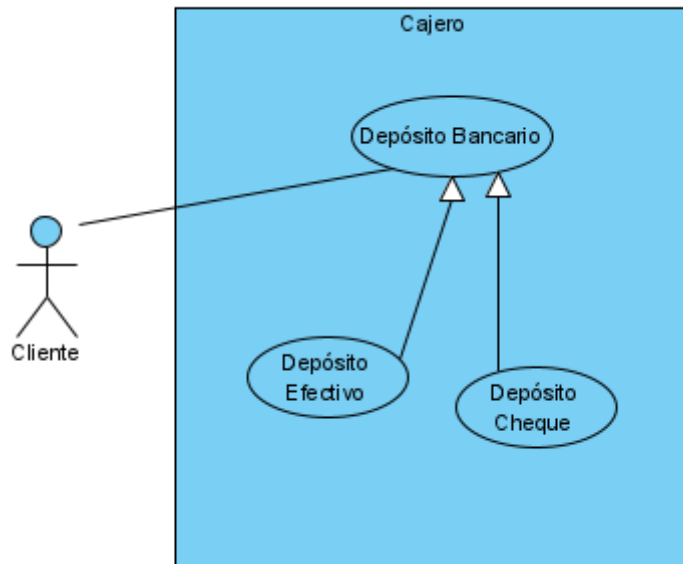 Cajero
Depósito Bancario
Cliente
Depósito
Efectivo
Depósito
Cheque